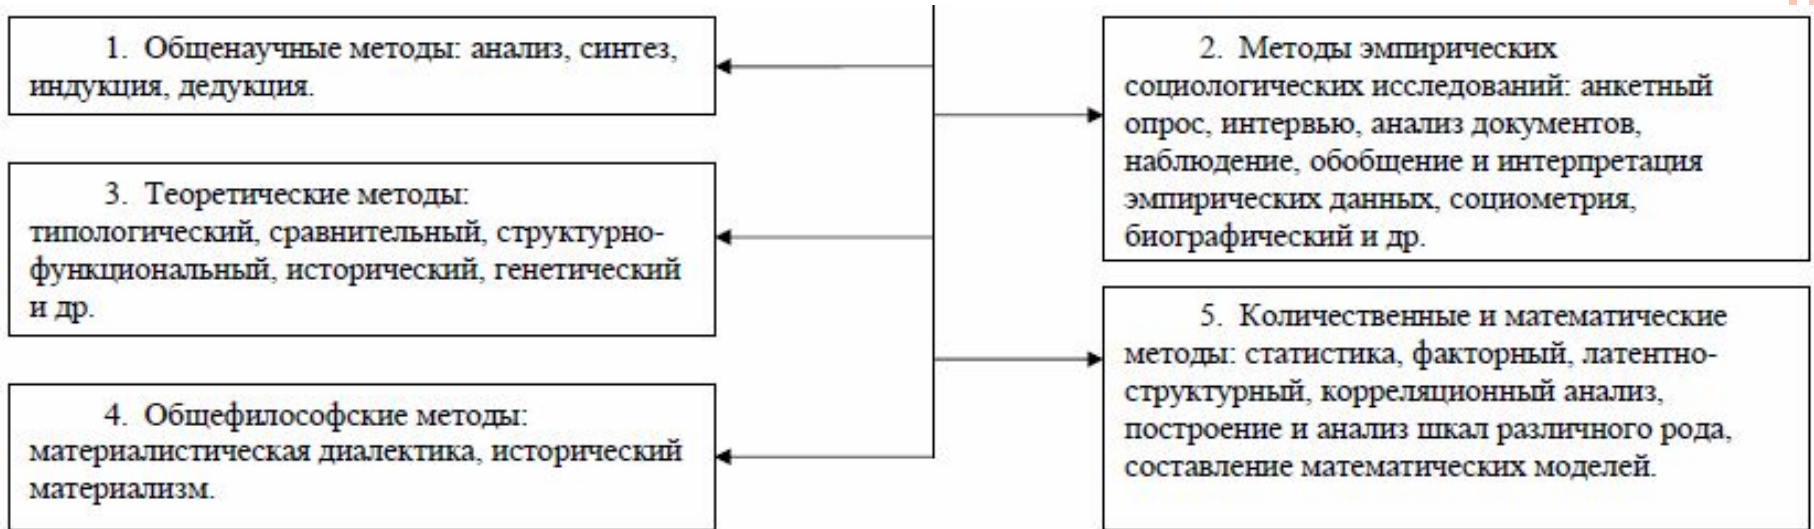 1. Общенаучные методы: анализ, синтез,
индукция, дедукция.
2. Методы эмпирических
социологических исследований: анкетный
опрос, интервью, анализ документов,
наблюдение, обобщение и интерпретация
эмпирических данных, социометрия,
биографический и др.
3. Теоретические методы:
типологический, сравнительный, структурно-
функциональный, исторический, генетический
и др.
4. Общефилософские методы:
материалистическая диалектика, исторический
материализм.
5. Количественные и математические
методы: статистика, факторный, латентно-
структурный, корреляционный анализ,
построение и анализ шкал различного рода,
составление математических моделей.